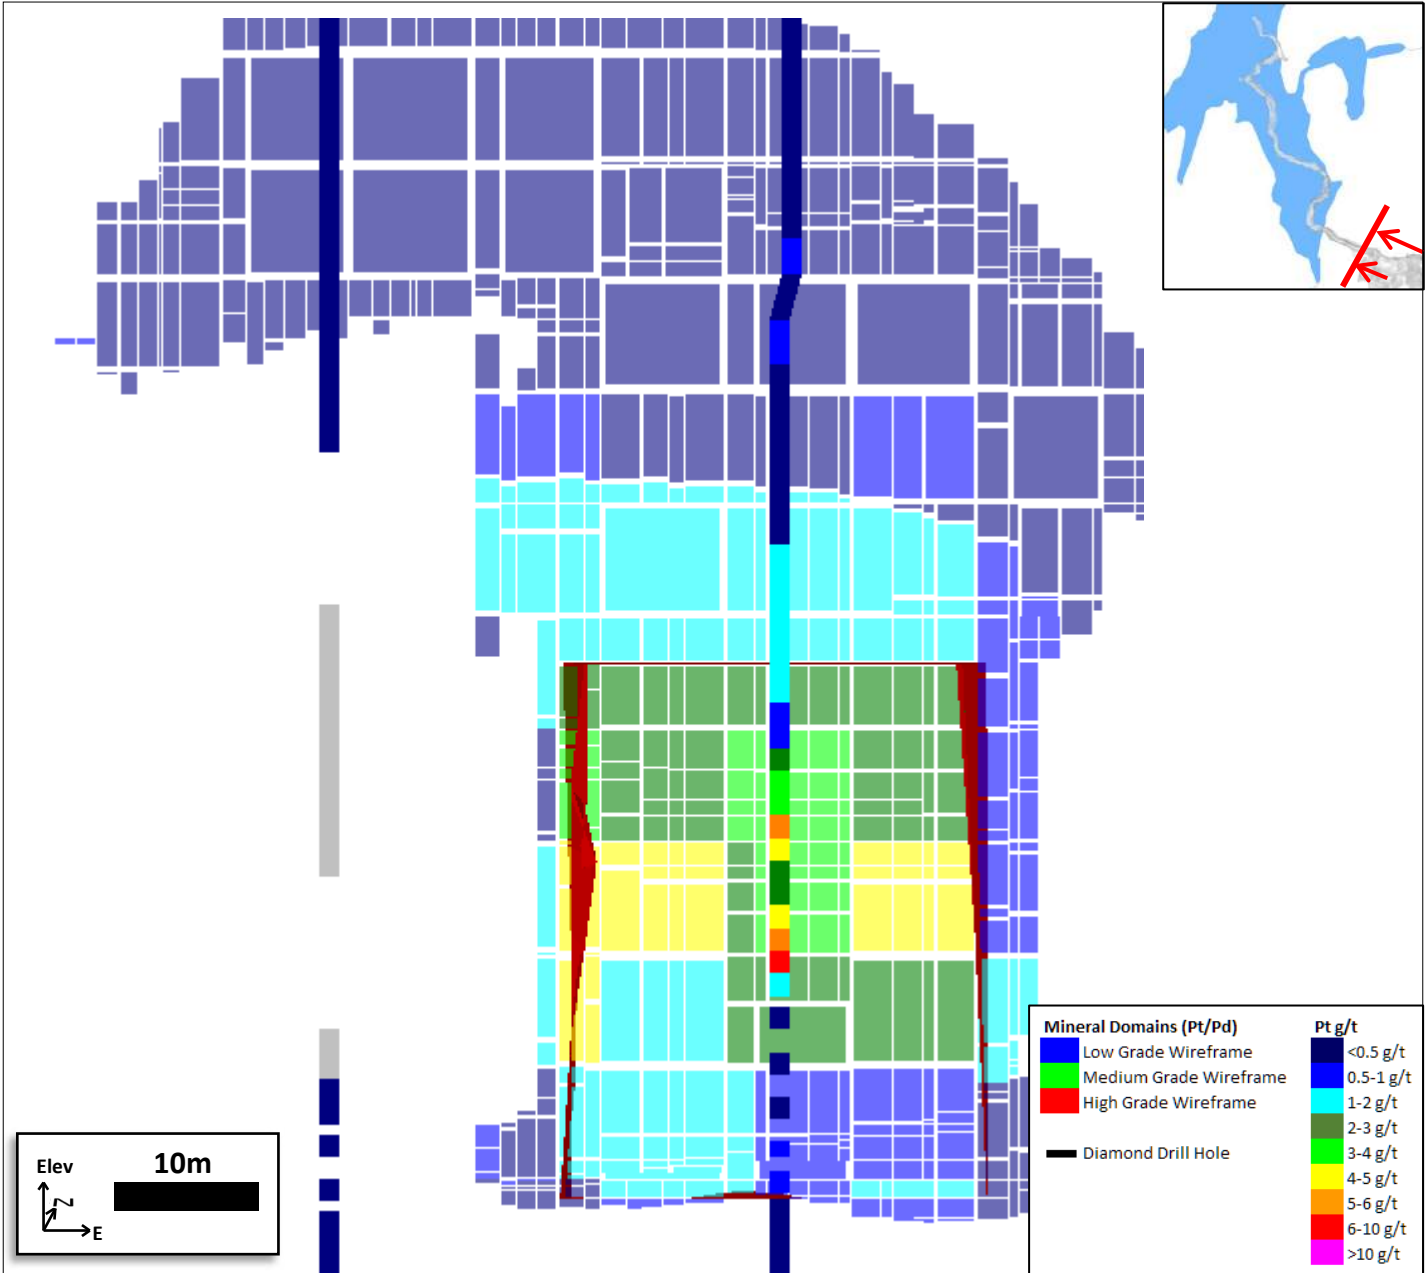 Elev
N
E
10m
Mineral Domains (Pt/Pd)
Low Grade Wireframe
Medium Grade Wireframe
High Grade Wireframe
Diamond Drill Hole
Pt g/t
<0.5 g/t
0.5-1 g/t
1-2 g/t
2-3 g/t
3-4 g/t
4-5 g/t
5-6 g/t
6-10 g/t
>10 g/t